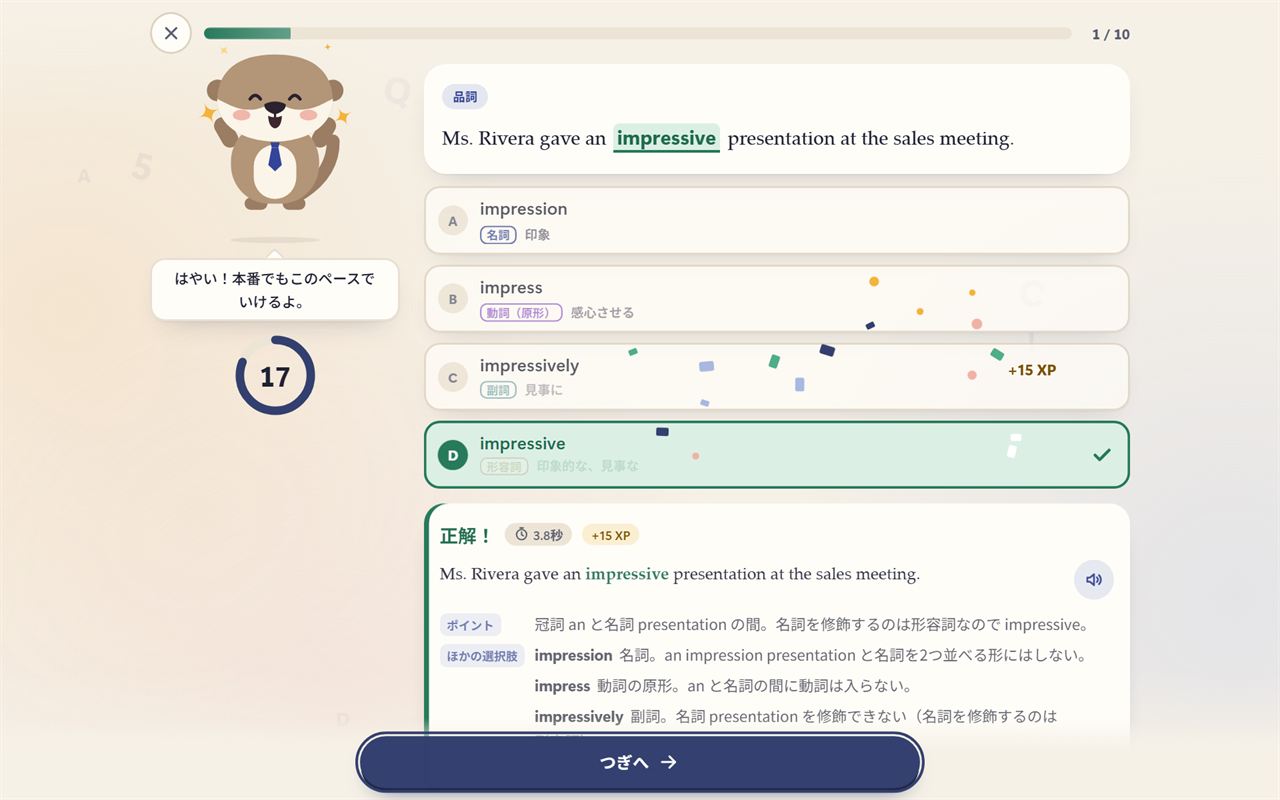 1 / 10
品詞
Ms. Rivera gave an impressive presentation at the sales meeting.
A
impression
名詞 印象
B
impress
動詞（原形） 感心させる
C
impressively
副詞 見事に
+15 XP
D
impressive
形容詞 印象的な、見事な
はやい！本番でもこのペースで
いけるよ。
17
正解！ 3.8秒 +15 XP
Ms. Rivera gave an impressive presentation at the sales meeting.
ポイント 冠詞 an と名詞 presentation の間。名詞を修飾するのは形容詞なので impressive。
ほかの選択肢 impression 名詞。an impression presentation と名詞を2つ並べる形にはしない。
impress 動詞の原形。an と名詞の間に動詞は入らない。
impressively 副詞。名詞 presentation を修飾できない（名詞を修飾するのは
つぎへ →
Q
A
5
C
D